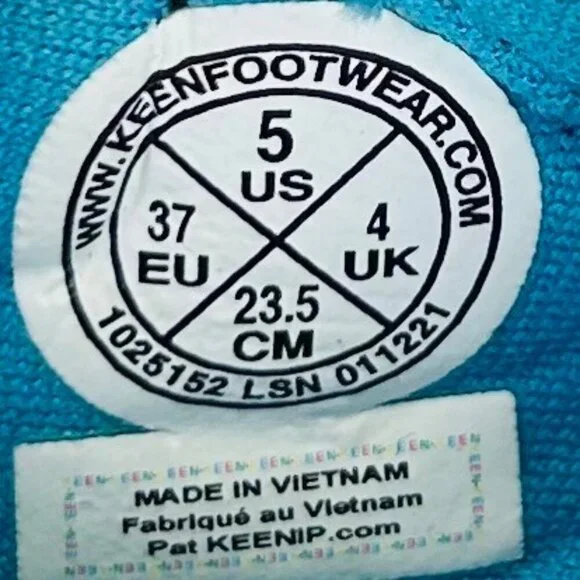 WWW.KEENFOOTWEAR.COM
5
US
37
EU
4
UK
23.5
CM
1025152 LSN 011221
MADE IN VIETNAM
Fabriqué au Vietnam
Pat KEENIP.com